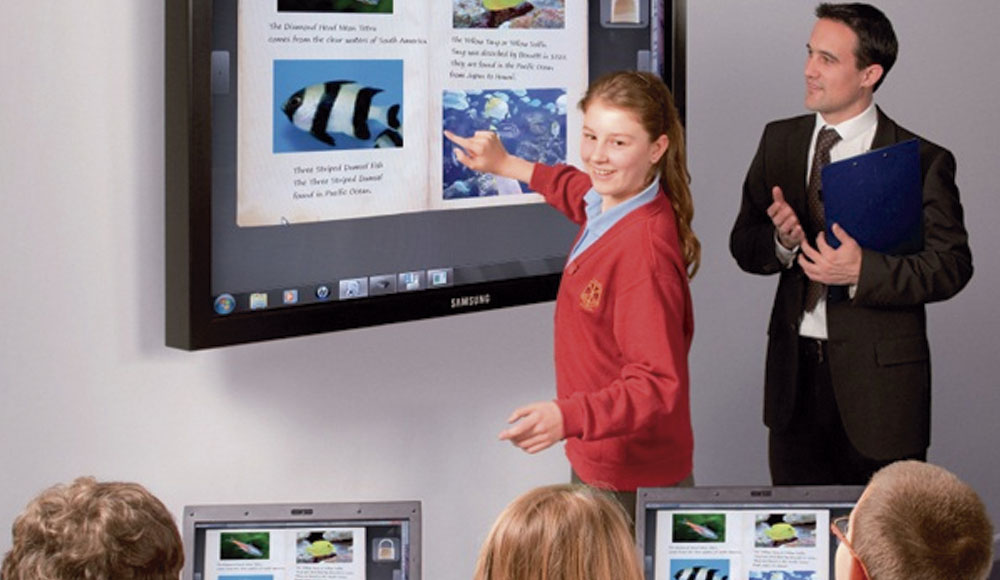 The Diamond Head Neon Tetra
comes from the clear waters of South America
The Yellow Tang or Yellow Sailfin
Tang was described by Bennett in 1828.
They are found in the Pacific Ocean
from Japan to Hawaii.
Three Striped Damsel Fish
The Three Striped Damsel
found in Pacific Ocean.
SAMSUNG